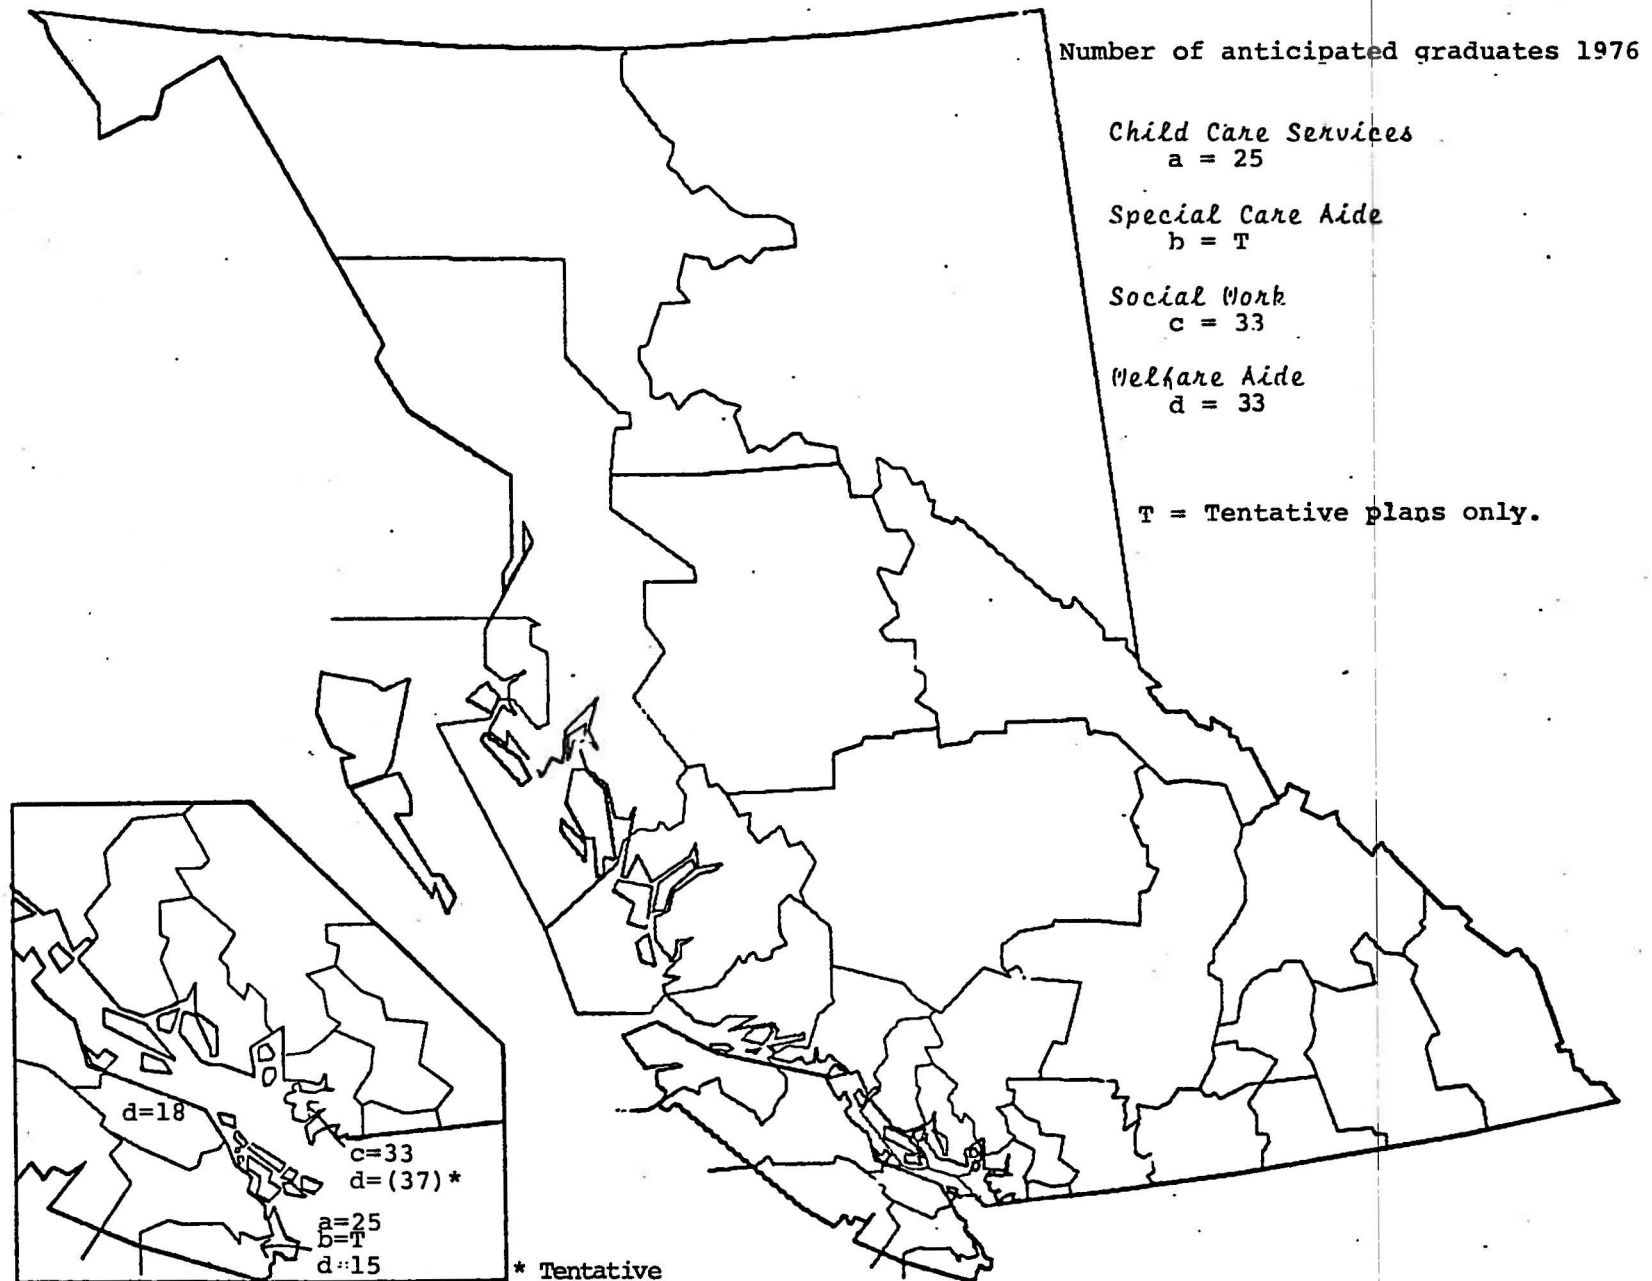 Number of anticipated graduates 1976
Child Care Services
a = 25
Special Care Aide
b = T
Social Work
c = 33
Welfare Aide
d = 33
T = Tentative plans only.
d=18
c=33
d=(37)*
a=25
b=T
d=15
* Tentative